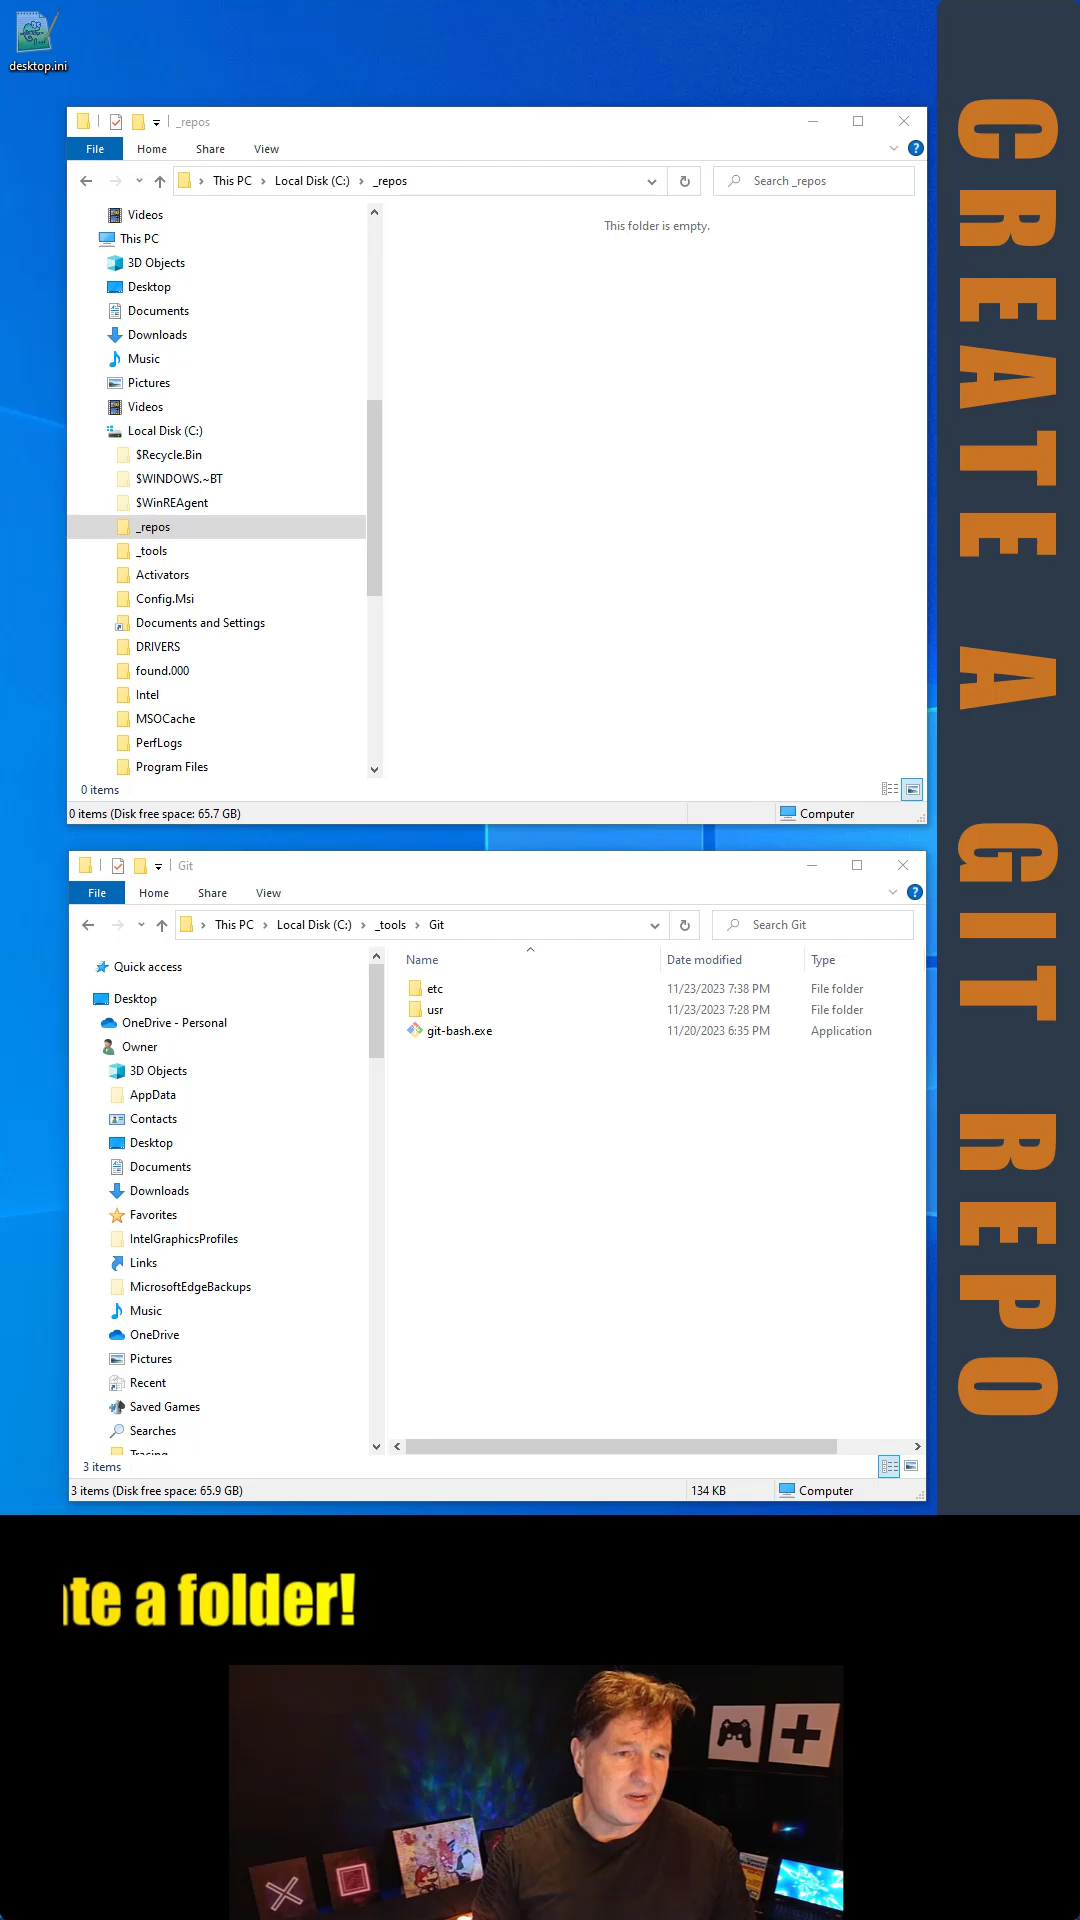 desktop.ini
_repos
File Home Share View
This PC Local Disk (C:) _repos
Search _repos
Videos
This PC
3D Objects
Desktop
Documents
Downloads
Music
Pictures
Videos
Local Disk (C:)
$Recycle.Bin
$WINDOWS.~BT
$WinREAgent
_repos
_tools
Activators
Config.Msi
Documents and Settings
DRIVERS
found.000
Intel
MSOCache
PerfLogs
Program Files
This folder is empty.
0 items
0 items (Disk free space: 65.7 GB)
Computer
Git
File Home Share View
This PC Local Disk (C:) _tools Git
Search Git
Quick access
Desktop
OneDrive - Personal
Owner
3D Objects
AppData
Contacts
Desktop
Documents
Downloads
Favorites
IntelGraphicsProfiles
Links
MicrosoftEdgeBackups
Music
OneDrive
Pictures
Recent
Saved Games
Searches
Tracing
Name Date modified Type
etc 11/23/2023 7:38 PM File folder
usr 11/23/2023 7:28 PM File folder
git-bash.exe 11/20/2023 6:35 PM Application
3 items
3 items (Disk free space: 65.9 GB) 134 KB Computer
CREATE A GIT REPO
te a folder!